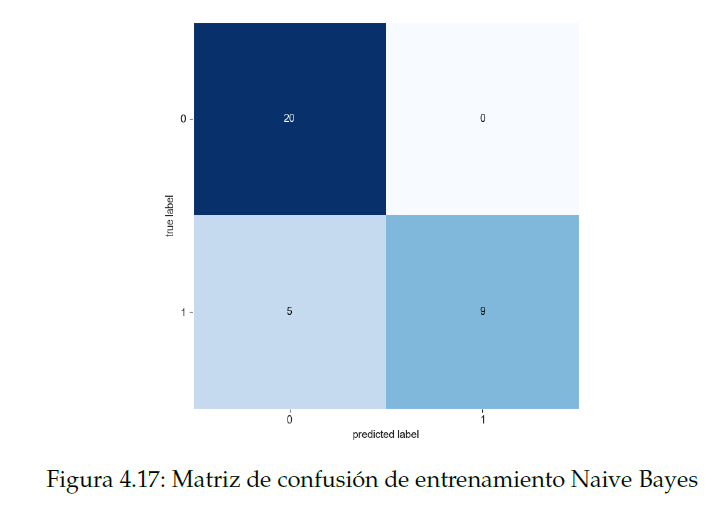 20
0
0
true label
5
9
1
0
1
predicted label
Figura 4.17: Matriz de confusión de entrenamiento Naive Bayes